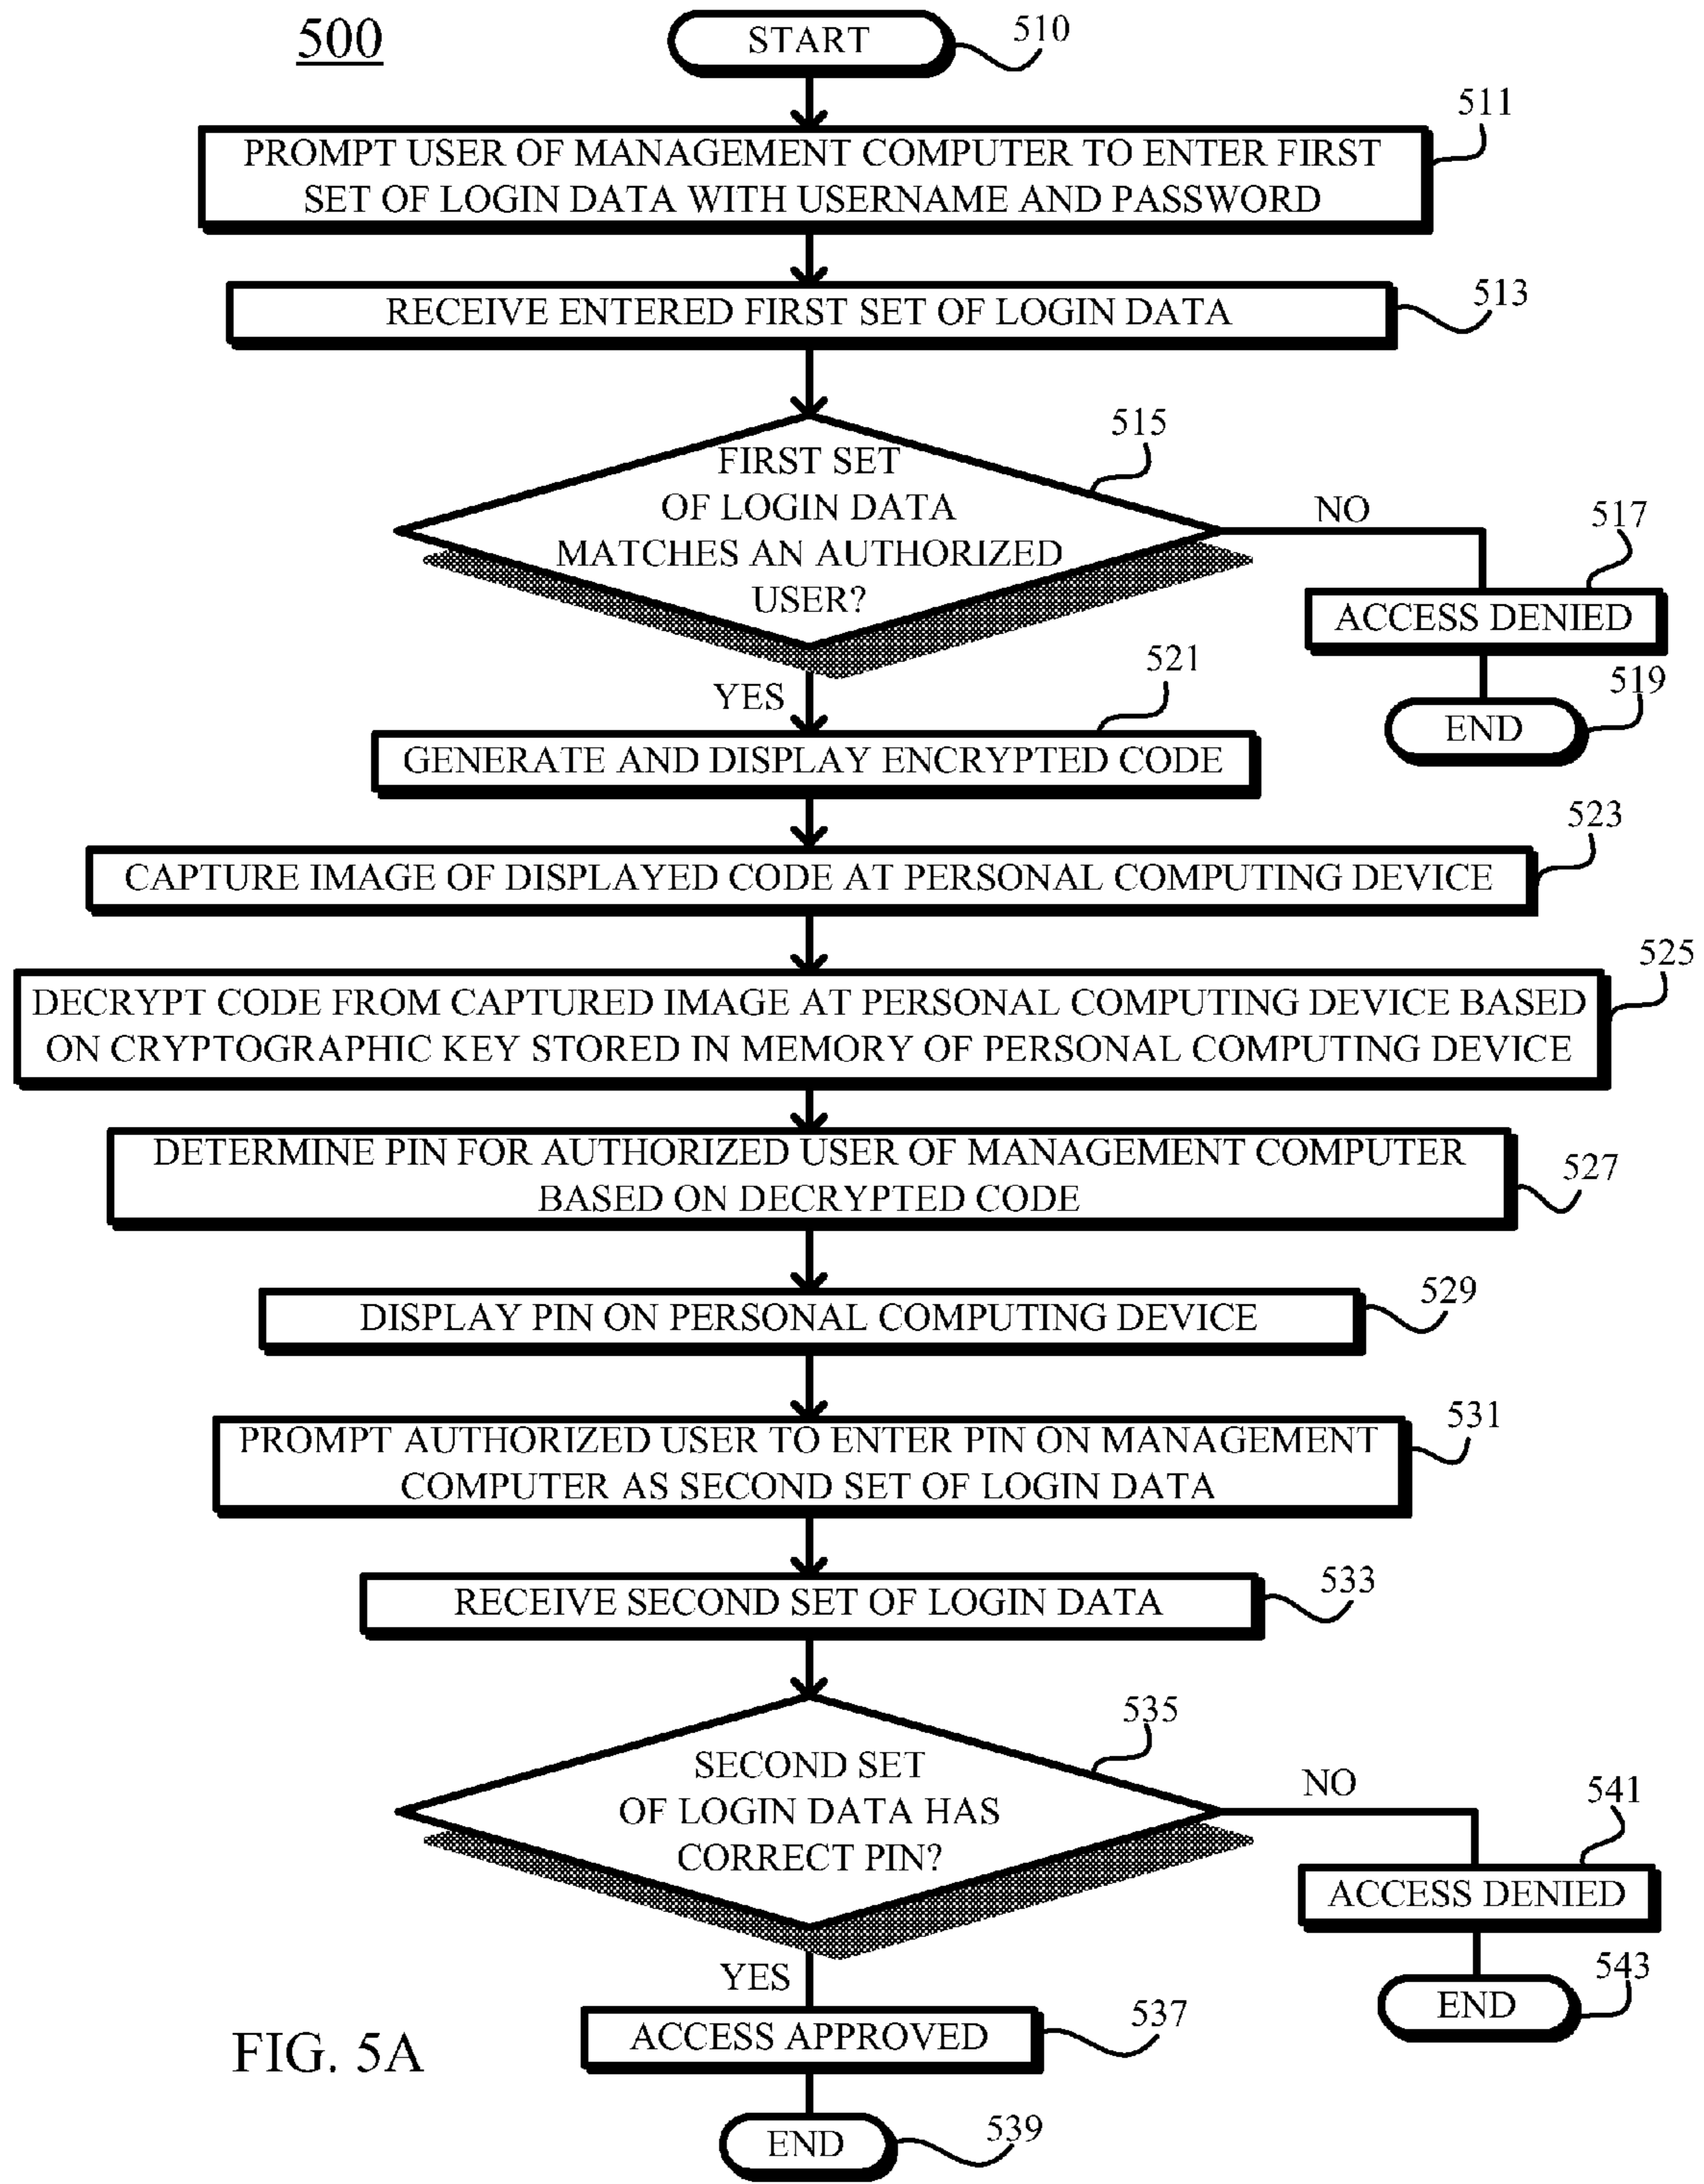 500
START
510
511
PROMPT USER OF MANAGEMENT COMPUTER TO ENTER FIRST
SET OF LOGIN DATA WITH USERNAME AND PASSWORD
513
RECEIVE ENTERED FIRST SET OF LOGIN DATA
515
FIRST SET
OF LOGIN DATA
MATCHES AN AUTHORIZED
USER?
NO
517
ACCESS DENIED
519
END
YES
521
GENERATE AND DISPLAY ENCRYPTED CODE
523
CAPTURE IMAGE OF DISPLAYED CODE AT PERSONAL COMPUTING DEVICE
525
DECRYPT CODE FROM CAPTURED IMAGE AT PERSONAL COMPUTING DEVICE BASED
ON CRYPTOGRAPHIC KEY STORED IN MEMORY OF PERSONAL COMPUTING DEVICE
DETERMINE PIN FOR AUTHORIZED USER OF MANAGEMENT COMPUTER
BASED ON DECRYPTED CODE
527
DISPLAY PIN ON PERSONAL COMPUTING DEVICE
529
PROMPT AUTHORIZED USER TO ENTER PIN ON MANAGEMENT
COMPUTER AS SECOND SET OF LOGIN DATA
531
RECEIVE SECOND SET OF LOGIN DATA
533
535
SECOND SET
OF LOGIN DATA HAS
CORRECT PIN?
NO
541
ACCESS DENIED
543
END
YES
537
ACCESS APPROVED
FIG. 5A
END
539